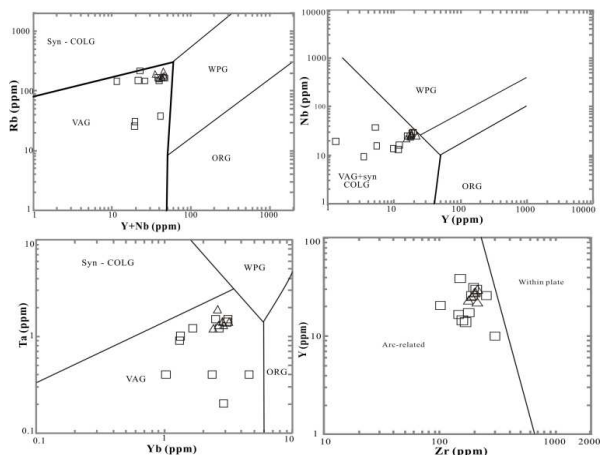 1000
100
10
1
Rb (ppm)
Syn - COLG
WPG
VAG
ORG
1
10
100
1000
Y+Nb (ppm)
10000
1000
100
10
1
Nb (ppm)
WPG
VAG+syn
COLG
ORG
1
10
100
1000
10000
Y (ppm)
10
1
0.1
Ta (ppm)
Syn - COLG
WPG
VAG
ORG
0.1
1
10
Yb (ppm)
100
10
1
Y (ppm)
Within plate
Arc-related
10
100
1000
2000
Zr (ppm)